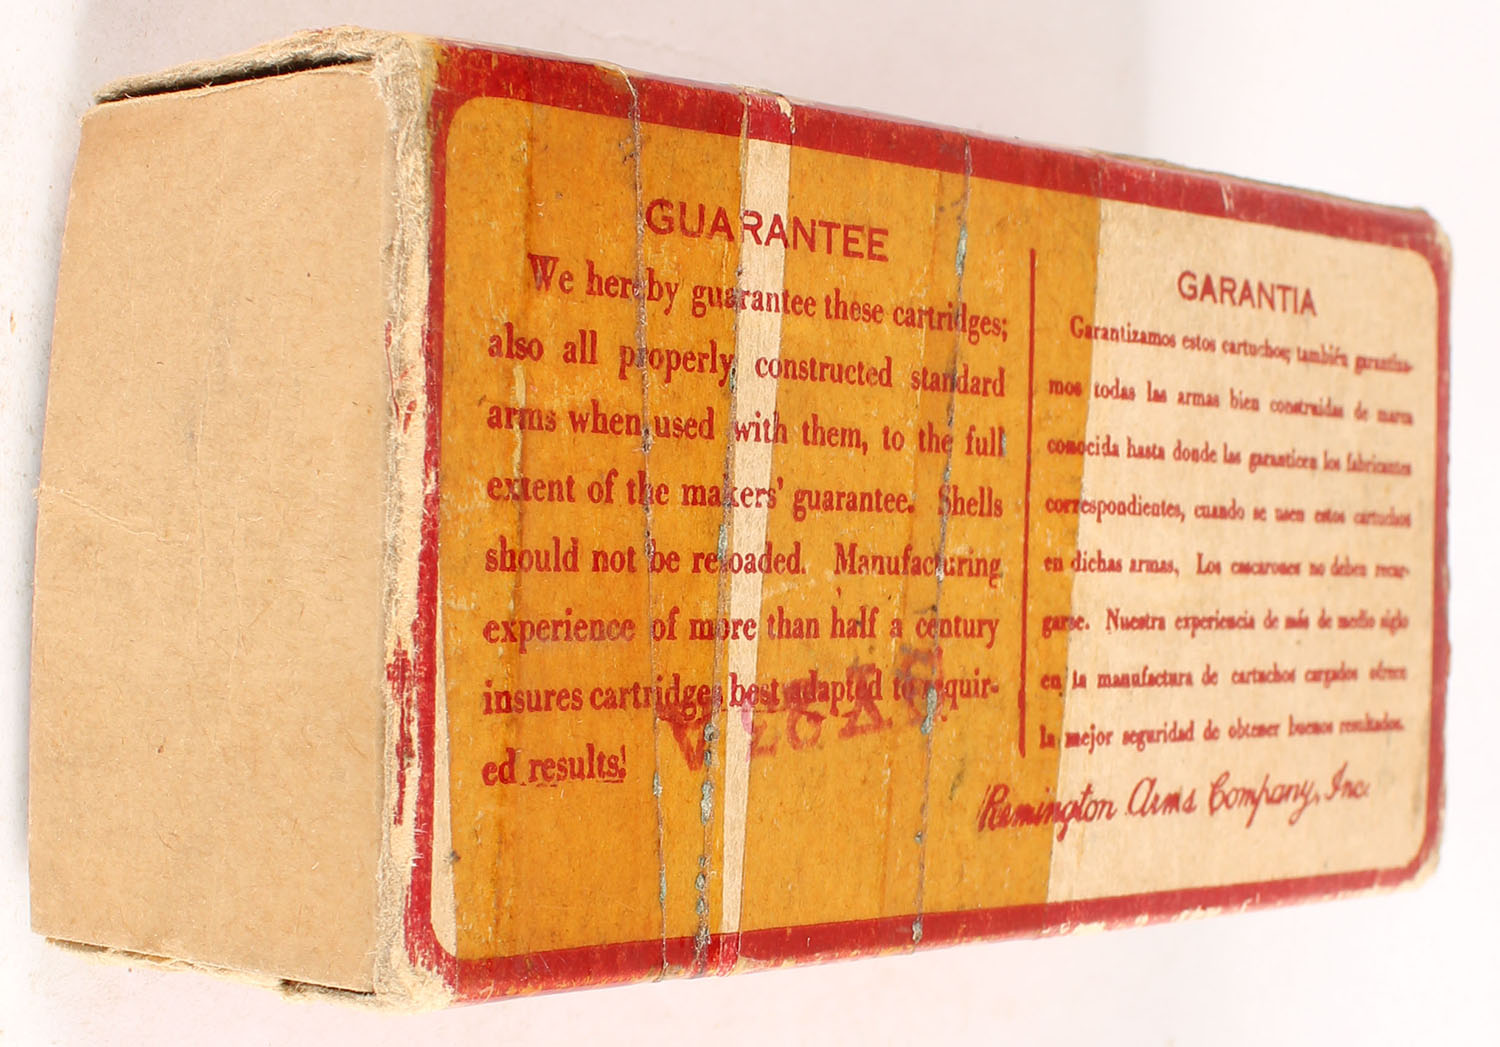 GUARANTEE
We hereby guarantee these cartridges;
also all properly constructed standard
arms when used with them, to the full
extent of the makers' guarantee. Shells
should not be reloaded. Manufacturing
experience of more than half a century
insures cartridges best adapted to requir-
ed results!
GARANTIA
Garantizamos estos cartuchos; también garantiza-
mos todas las armas bien construidas de marca
conocida hasta donde las garanticen los fabricantes
correspondientes, cuando se usen estos cartuchos
en dichas armas. Los cascarones no deben recar-
garse. Nuestra experiencia de más de medio siglo
en la manufactura de cartuchos cargados ofrece
la mejor seguridad de obtener buenos resultados.
Remington Arms Company, Inc.